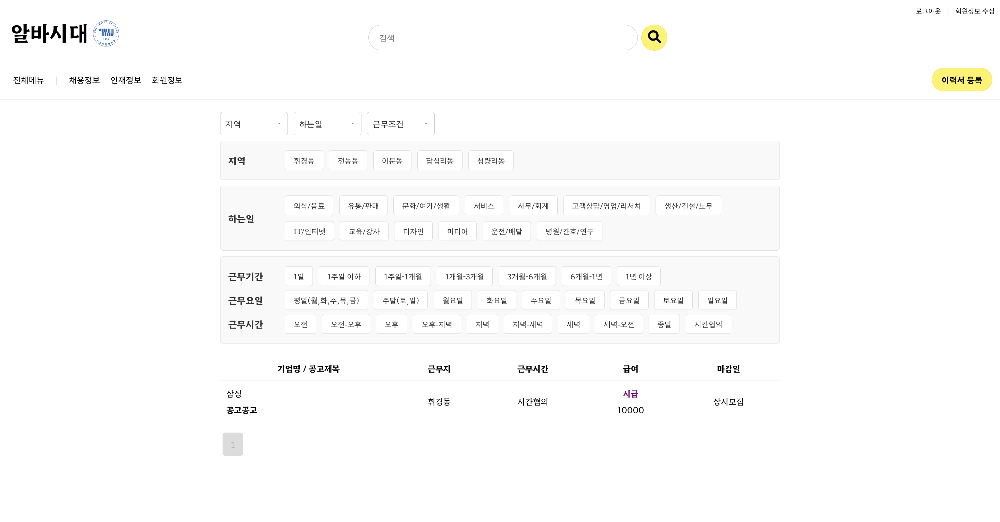 로그아웃 | 회원정보 수정
알바시대
UNIVERSITY OF SEOUL
1918
서울시립대학교
검색
전체메뉴 | 채용정보 인재정보 회원정보
이력서 등록
지역 하는일 근무조건
지역 휘경동 전농동 이문동 답십리동 청량리동
하는일
외식/음료 유통/판매 문화/여가/생활 서비스 사무/회계 고객상담/영업/리서치 생산/건설/노무
IT/인터넷 교육/강사 디자인 미디어 운전/배달 병원/간호/연구
근무기간 1일 1주일 이하 1주일-1개월 1개월-3개월 3개월-6개월 6개월-1년 1년 이상
근무요일 평일(월,화,수,목,금) 주말(토,일) 월요일 화요일 수요일 목요일 금요일 토요일 일요일
근무시간 오전 오전-오후 오후 오후-저녁 저녁 저녁-새벽 새벽 새벽-오전 종일 시간협의
기업명 / 공고제목 근무지 근무시간 급여 마감일
삼성
공고공고
휘경동
시간협의
시급
10000
상시모집
1